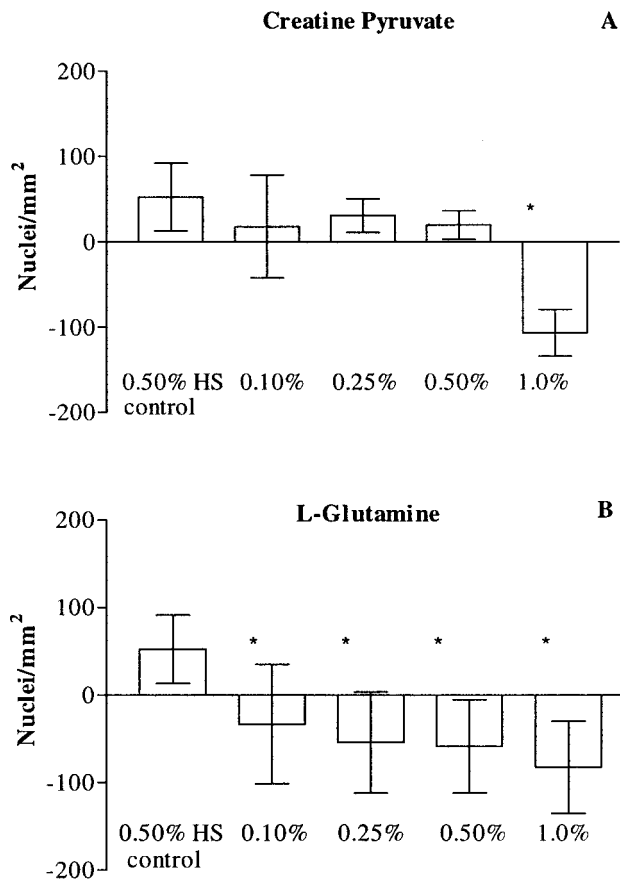 Creatine Pyruvate
A
200
100
0
-100
-200
Nuclei/mm²
*
0.50% HS 0.10% 0.25% 0.50% 1.0%
control
L-Glutamine
B
200
100
0
-100
-200
Nuclei/mm²
* * * *
0.50% HS 0.10% 0.25% 0.50% 1.0%
control